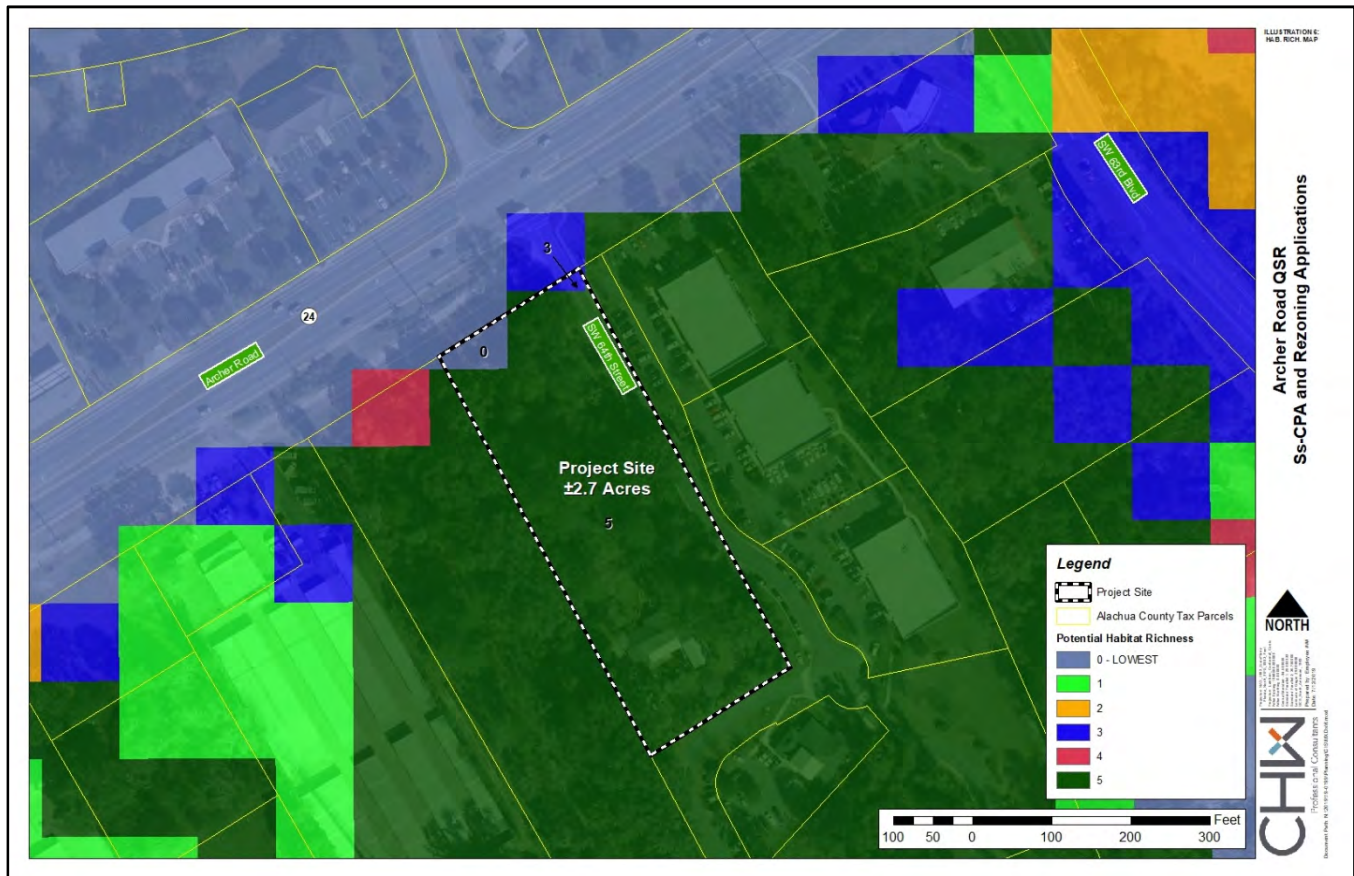 ILLUSTRATION 6:
HAB. RICH. MAP
Archer Road QSR
Ss-CPA and Rezoning Applications
SW 63rd Blvd
3
24
Archer Road
0
SW 64th Street
Project Site
±2.7 Acres
5
Legend
Project Site
Alachua County Tax Parcels
Potential Habitat Richness
0 - LOWEST
1
2
3
4
5
100 50 0 100 200 300 Feet
NORTH
CHW
Professional Consultants